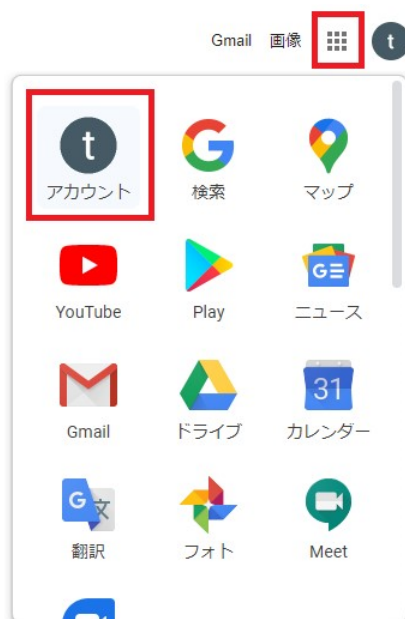 Gmail 画像 t
t
アカウント 検索 マップ
YouTube Play ニュース
31
Gmail ドライブ カレンダー
G 文
翻訳 フォト Meet